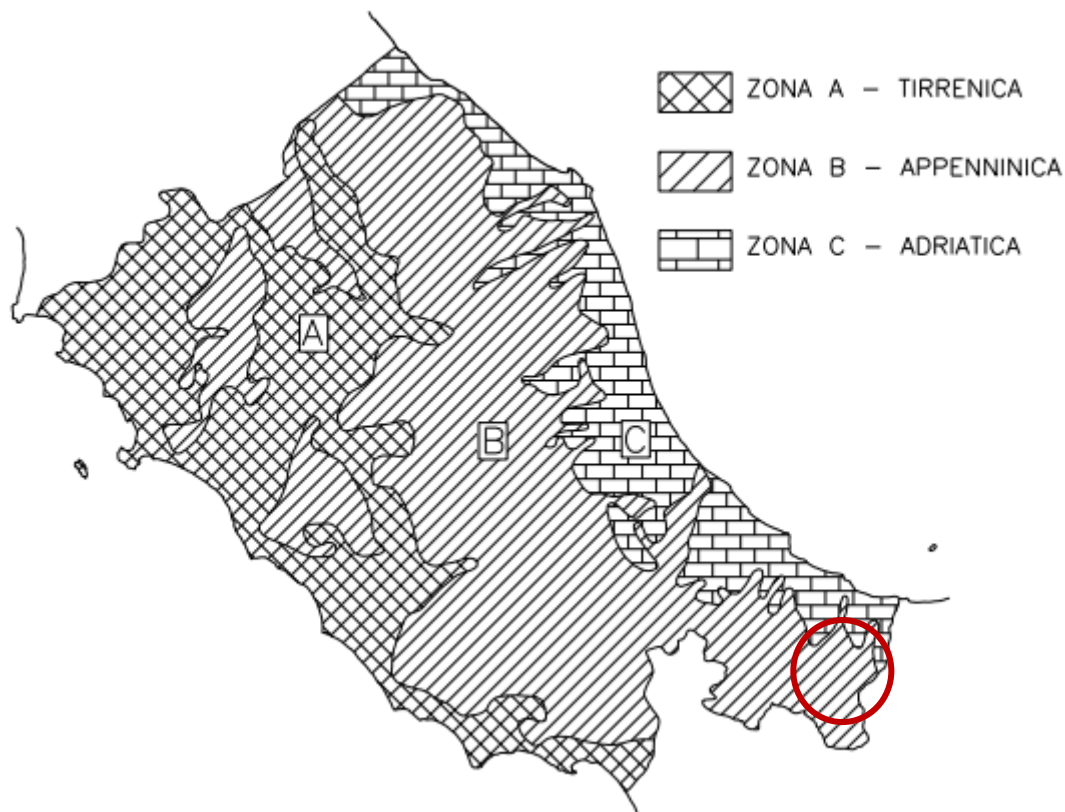 ZONA A – TIRRENICA
ZONA B – APPENNINICA
ZONA C – ADRIATICA
A
B
C